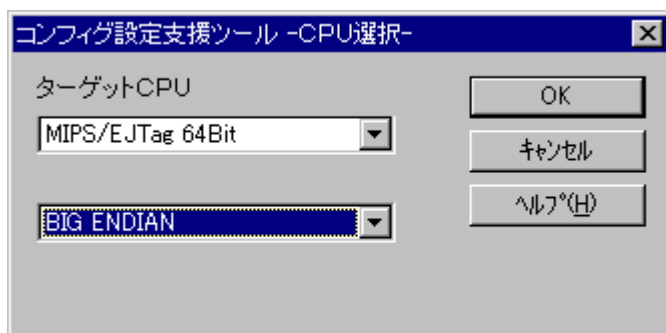 コンフィグ設定支援ツール -CPU選択-
ターゲットCPU
MIPS/EJTag 64Bit
BIG ENDIAN
OK
ｷｬﾝｾﾙ
ﾍﾙﾌﾟ(H)